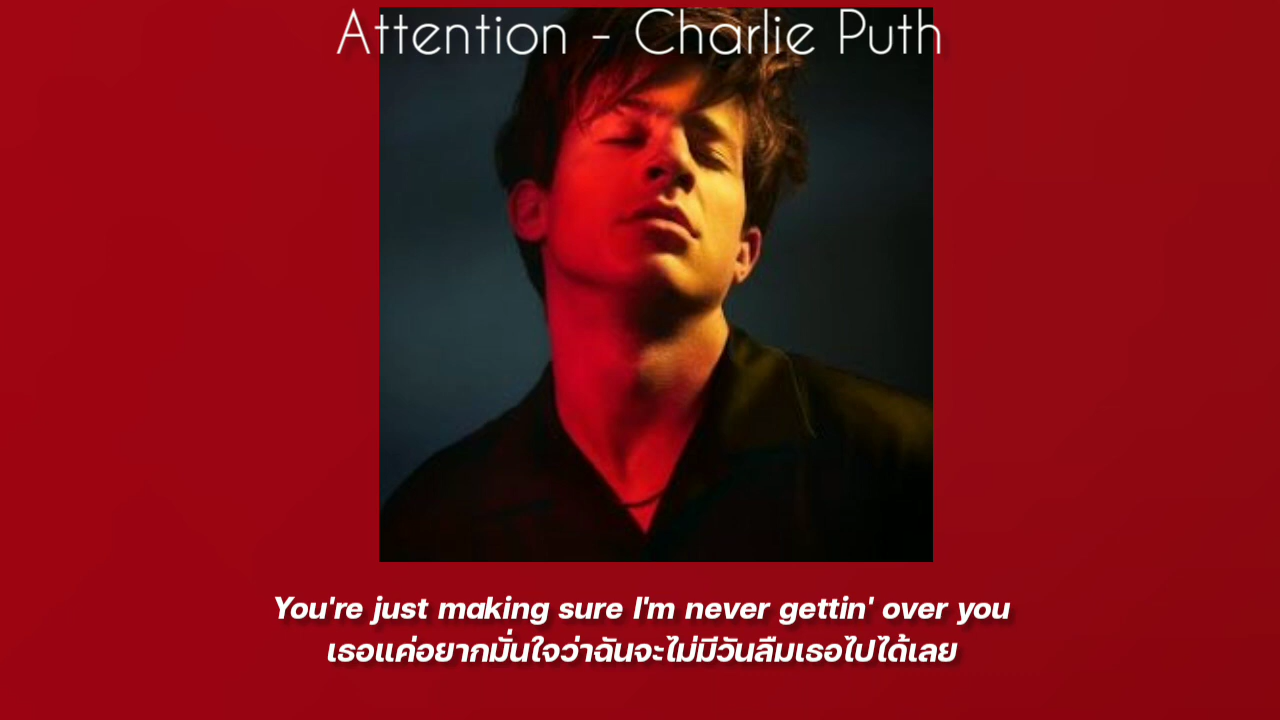 Attention - Charlie Puth
You're just making sure I'm never gettin' over you
เธอแค่อยากมั่นใจว่าฉันจะไม่มีวันลืมเธอไปได้เลย